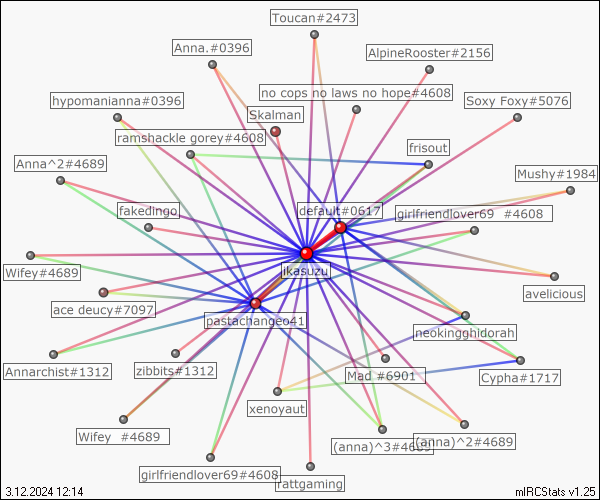 Toucan#2473
Anna.#0396
AlpineRooster#2156
no cops no laws no hope#4608
hypomanianna#0396
Soxy Foxy#5076
Skalman
ramshackle gorey#4608
frisout
Anna^2#4689
Mushy#1984
fakedingo
default#0617
girlfriendlover69 #4608
Wifey#4689
ikasuzu
avelicious
ace deucy#7097
pastachangeo41
neokingghidorah
Annarchist#1312
zibbits#1312
Mad #6901
Cypha#1717
xenoyaut
Wifey #4689
(anna)^3#4689
(anna)^2#4689
girlfriendlover69#4608
rattgaming
3.12.2024 12:14
mIRCStats v1.25